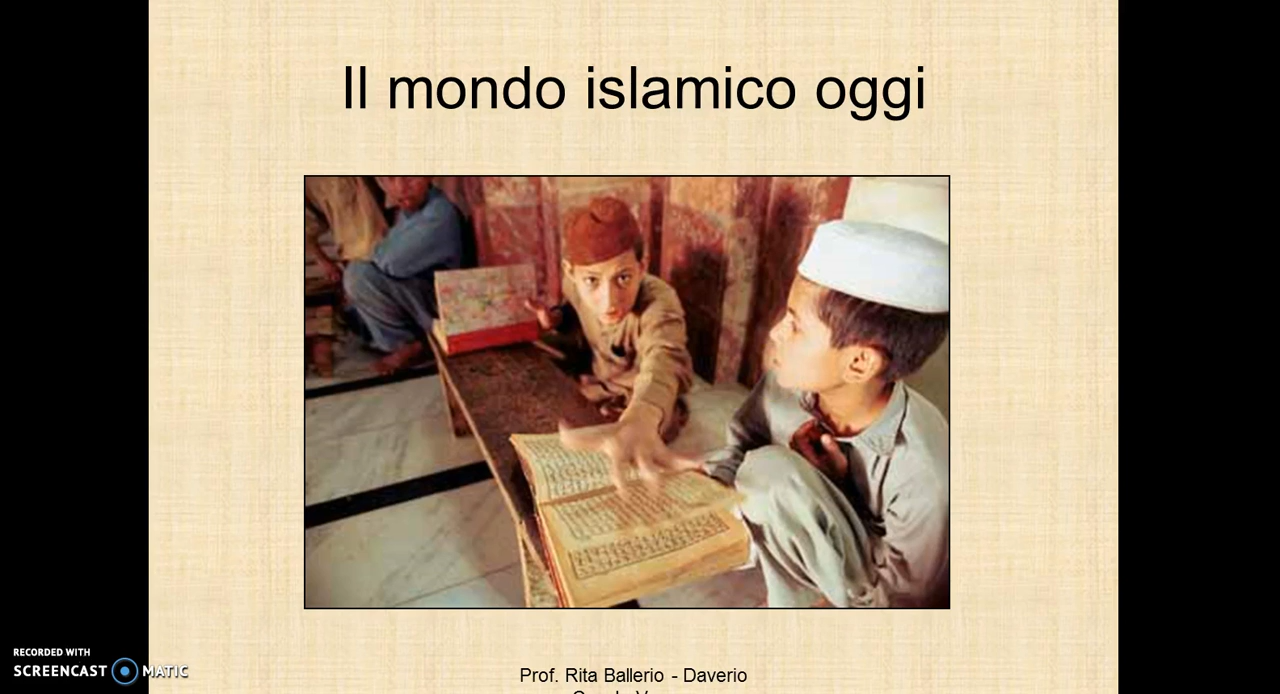 Il mondo islamico oggi
RECORDED WITH
SCREENCAST MATIC
Prof. Rita Ballerio - Daverio